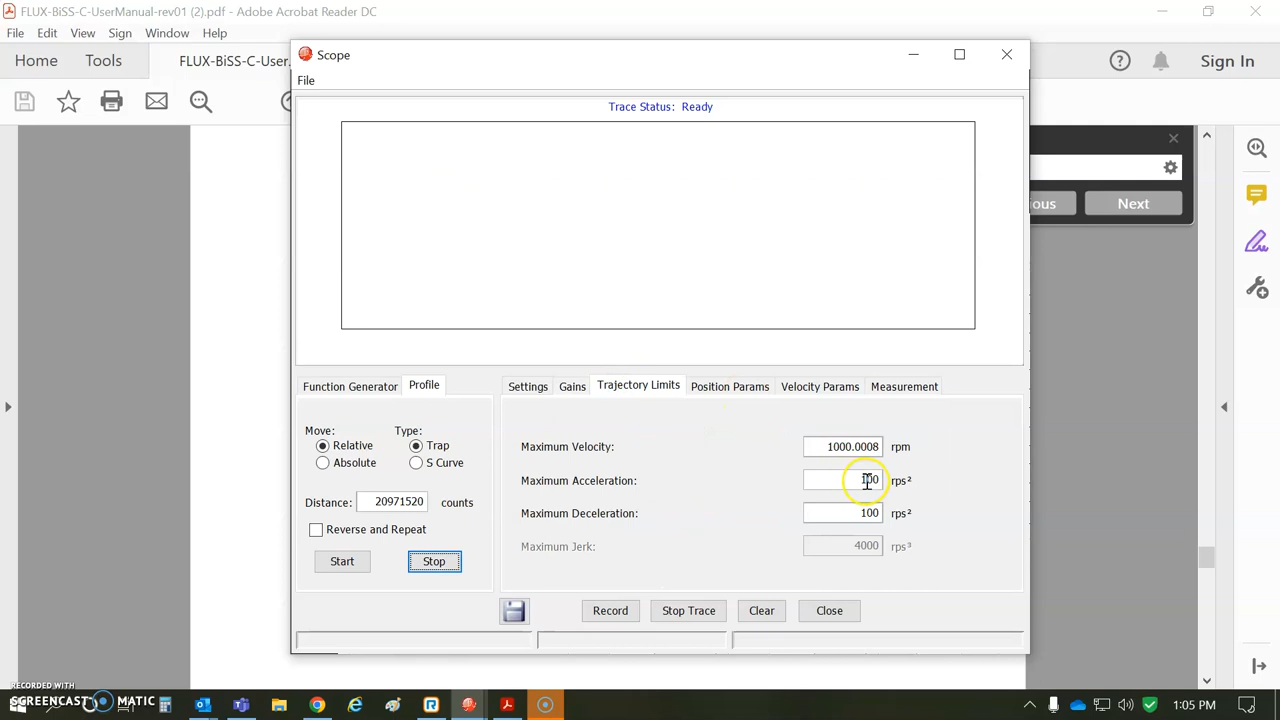 FLUX-BiSS-C-UserManual-rev01 (2).pdf - Adobe Acrobat Reader DC
File Edit View Sign Window Help
Home Tools FLUX-BiSS-C-User. Sign In
Scope
File
Trace Status: Ready
ious Next
Function Generator Profile Settings Gains Trajectory Limits Position Params Velocity Params Measurement
Move: Type:
Relative Trap
Absolute S Curve
Distance: 20971520 counts
Reverse and Repeat
Start Stop
Maximum Velocity: 1000.0008 rpm
Maximum Acceleration: 100 rps²
Maximum Deceleration: 100 rps²
Maximum Jerk: 4000 rps³
Record Stop Trace Clear Close
RECORDED WITH
SCREENCAST MATIC
1:05 PM